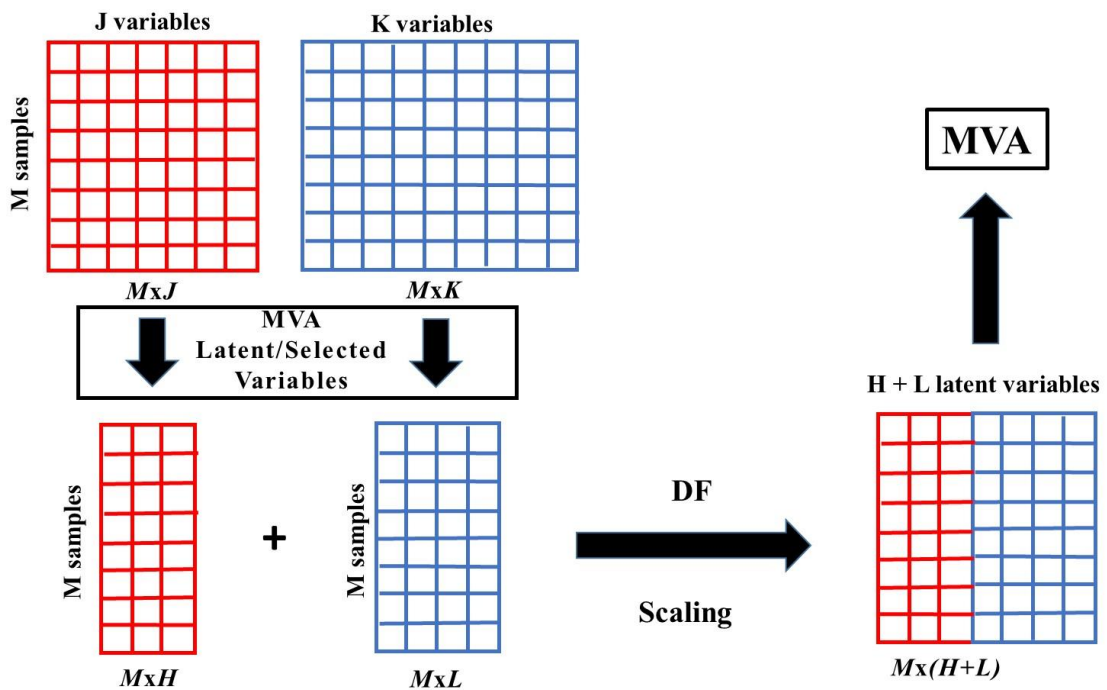 J variables
K variables
M samples
MxJ
MxK
MVA
Latent/Selected
Variables
M samples
+
M samples
MxH
MxL
DF
Scaling
MVA
H + L latent variables
Mx(H+L)